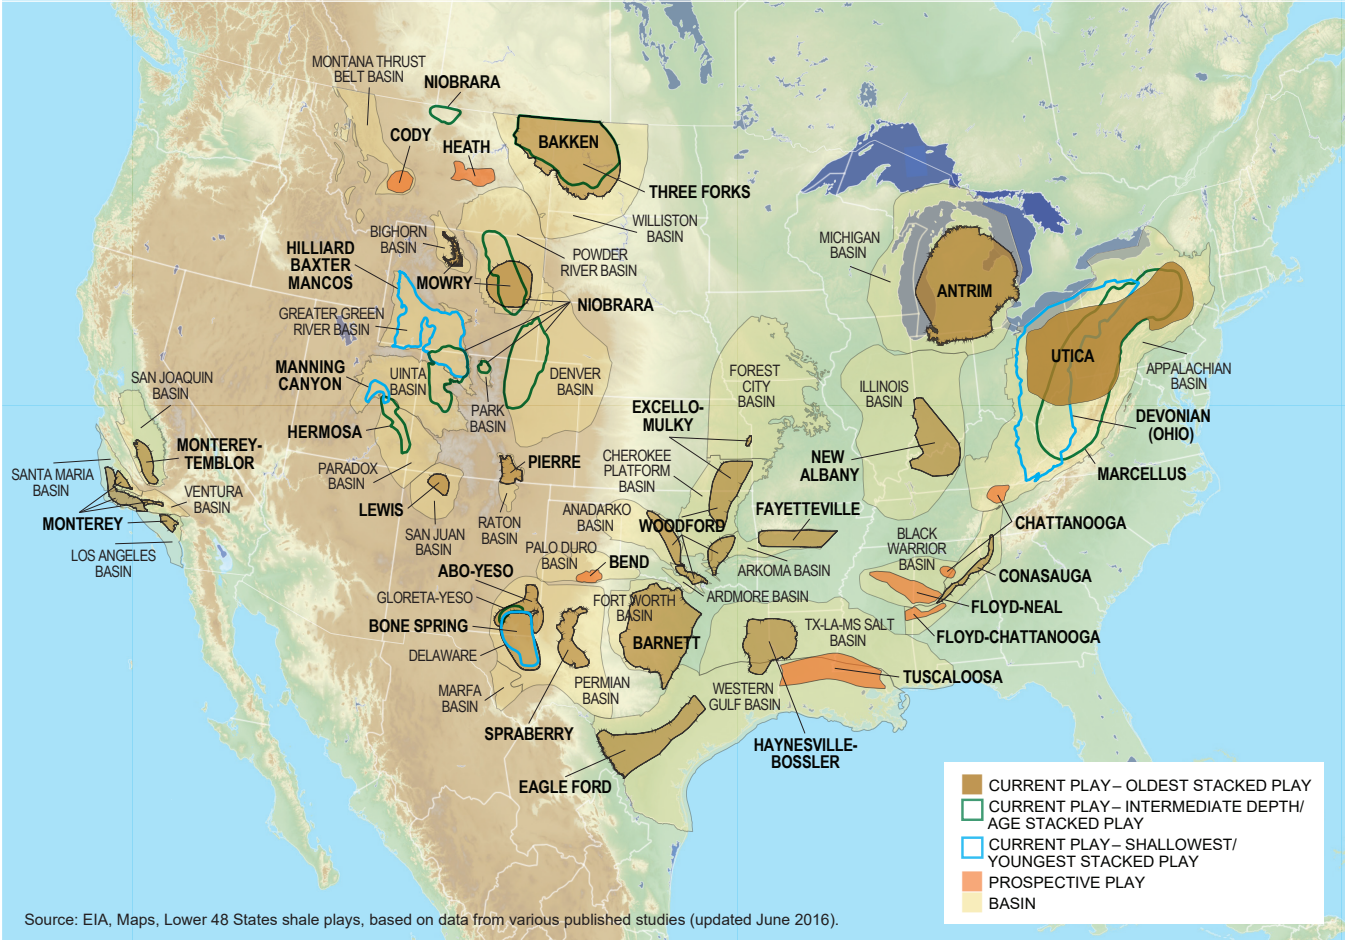 MONTANA THRUST
BELT BASIN
NIOBRARA
CODY
HEATH
BAKKEN
THREE FORKS
WILLISTON
BASIN
BIGHORN
BASIN
POWDER
RIVER BASIN
HILLIARD
BAXTER
MANCOS
MOWRY
NIOBRARA
GREATER GREEN
RIVER BASIN
MICHIGAN
BASIN
ANTRIM
UTICA
APPALACHIAN
BASIN
MANNING
CANYON
UINTA
BASIN
PARK
BASIN
DENVER
BASIN
FOREST
CITY
BASIN
ILLINOIS
BASIN
SAN JOAQUIN
BASIN
HERMOSA
EXCELLO-
MULKY
DEVONIAN
(OHIO)
MARCELLUS
MONTEREY-
TEMBLOR
SANTA MARIA
BASIN
VENTURA
BASIN
MONTEREY
LOS ANGELES
BASIN
PARADOX
BASIN
PIERRE
LEWIS
SAN JUAN
BASIN
RATON
BASIN
CHEROKEE
PLATFORM
BASIN
NEW
ALBANY
ANADARKO
BASIN
WOODFORD
FAYETTEVILLE
CHATTANOOGA
BLACK
WARRIOR
BASIN
PALO DURO
BASIN
BEND
ARKOMA BASIN
CONASAUGA
ABO-YESO
GLORETA-YESO
FORT WORTH
BASIN
ARDMORE BASIN
FLOYD-NEAL
BONE SPRING
BARNETT
TX-LA-MS SALT
BASIN
FLOYD-CHATTANOOGA
DELAWARE
MARFA
BASIN
PERMIAN
BASIN
WESTERN
GULF BASIN
TUSCALOOSA
SPRABERRY
HAYNESVILLE-
BOSSLER
EAGLE FORD
CURRENT PLAY – OLDEST STACKED PLAY
CURRENT PLAY – INTERMEDIATE DEPTH/
AGE STACKED PLAY
CURRENT PLAY – SHALLOWEST/
YOUNGEST STACKED PLAY
PROSPECTIVE PLAY
BASIN
Source: EIA, Maps, Lower 48 States shale plays, based on data from various published studies (updated June 2016).